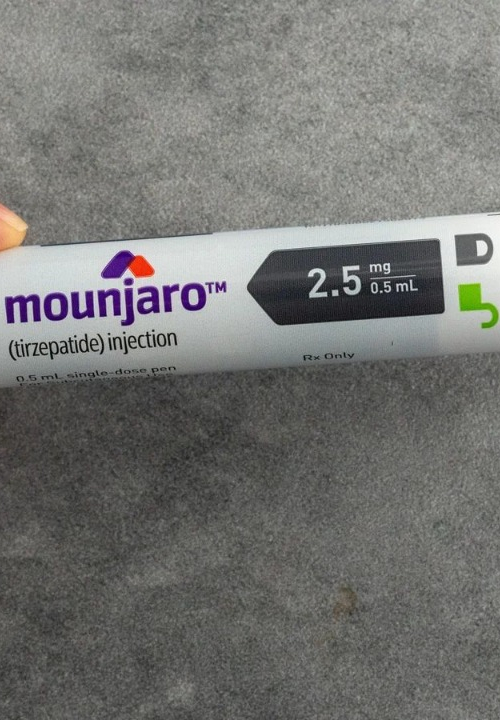 mounjaro™
(tirzepatide) injection
0.5 mL single-dose pen
2.5 mg
0.5 mL
Rx Only